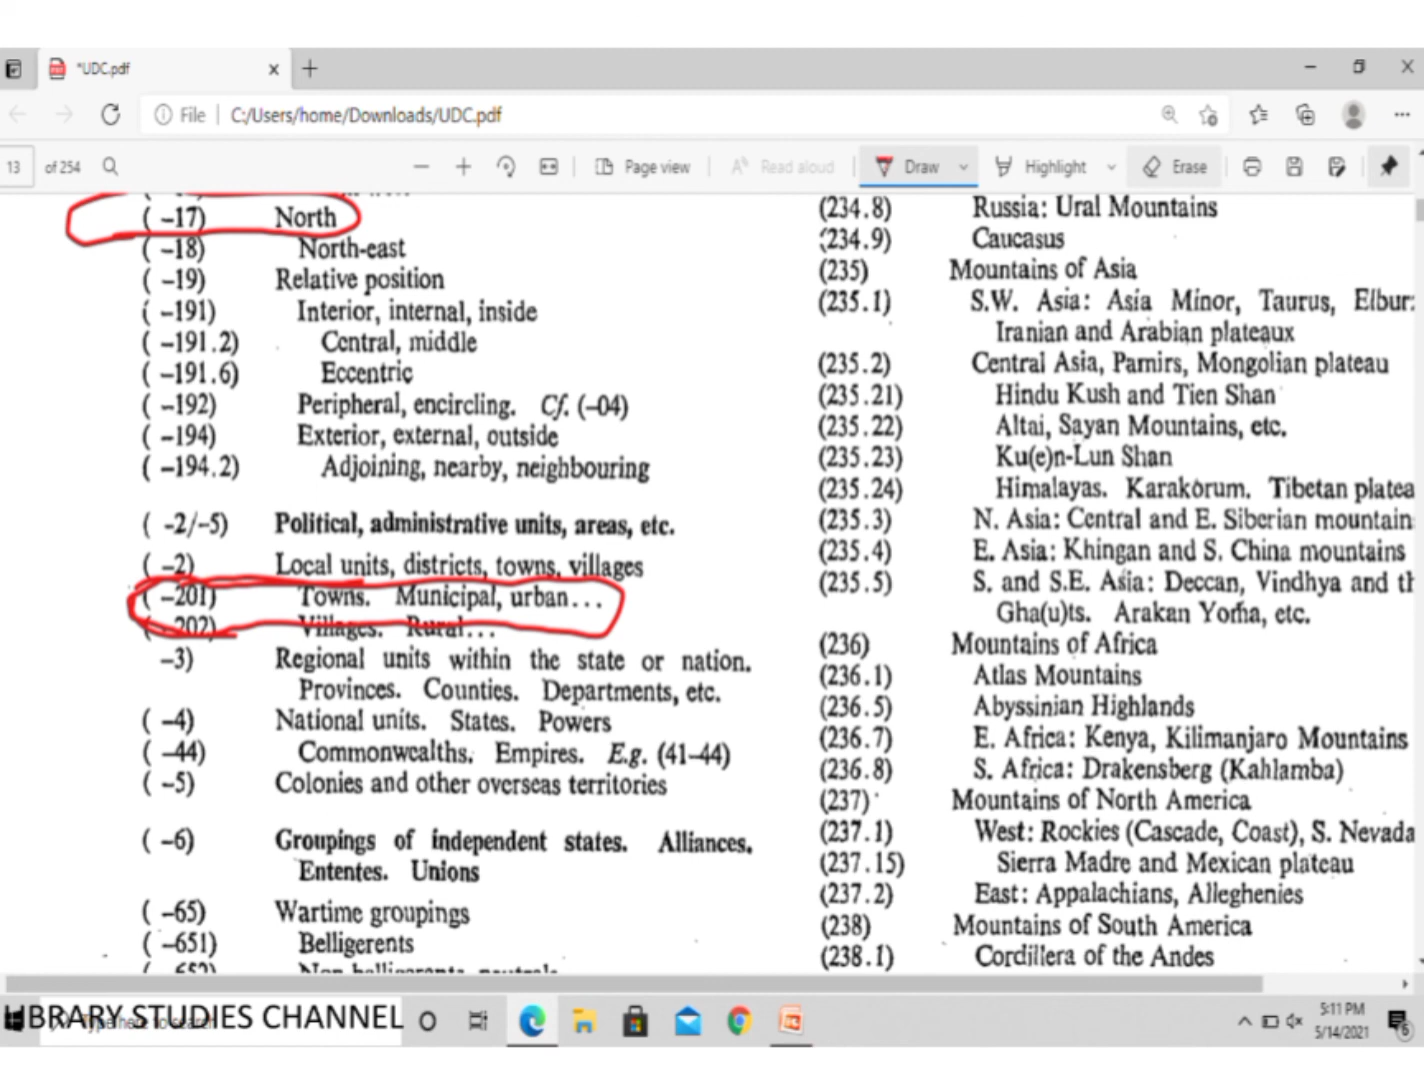 *UDC.pdf
File | C:/Users/home/Downloads/UDC.pdf
13 of 254
Page view
Read aloud
Draw
Highlight
Erase
( -17) North
( -18) North-east
( -19) Relative position
( -191) Interior, internal, inside
( -191.2) Central, middle
( -191.6) Eccentric
( -192) Peripheral, encircling. Cf. (-04)
( -194) Exterior, external, outside
( -194.2) Adjoining, nearby, neighbouring
( -2/-5) Political, administrative units, areas, etc.
( -2) Local units, districts, towns, villages
( -201) Towns. Municipal, urban...
( -202) Villages. Rural...
-3) Regional units within the state or nation.
Provinces. Counties. Departments, etc.
( -4) National units. States. Powers
( -44) Commonwealths. Empires. E.g. (41-44)
( -5) Colonies and other overseas territories
( -6) Groupings of independent states. Alliances.
Ententes. Unions
( -65) Wartime groupings
( -651) Belligerents
(234.8) Russia: Ural Mountains
(234.9) Caucasus
(235) Mountains of Asia
(235.1) S.W. Asia: Asia Minor, Taurus,
Iranian and Arabian plateaux
(235.2) Central Asia, Pamirs, Mongolian plateau
(235.21) Hindu Kush and Tien Shan
(235.22) Altai, Sayan Mountains, etc.
(235.23) Ku(e)n-Lun Shan
(235.24) Himalayas. Karakorum. Tibetan
(235.3) N. Asia: Central and E. Siberian mountain
(235.4) E. Asia: Khingan and S. China mountains
(235.5) S. and S.E. Asia: Deccan, Vindhya and
Gha(u)ts. Arakan Yoma, etc.
(236) Mountains of Africa
(236.1) Atlas Mountains
(236.5) Abyssinian Highlands
(236.7) E. Africa: Kenya, Kilimanjaro Mountains
(236.8) S. Africa: Drakensberg (Kahlamba)
(237) Mountains of North America
(237.1) West: Rockies (Cascade, Coast), S. Nevada
(237.15) Sierra Madre and Mexican plateau
(237.2) East: Appalachians, Alleghenies
(238) Mountains of South America
(238.1) Cordillera of the Andes
BRARY STUDIES CHANNEL
Type here to search
5:11 PM
5/14/2021